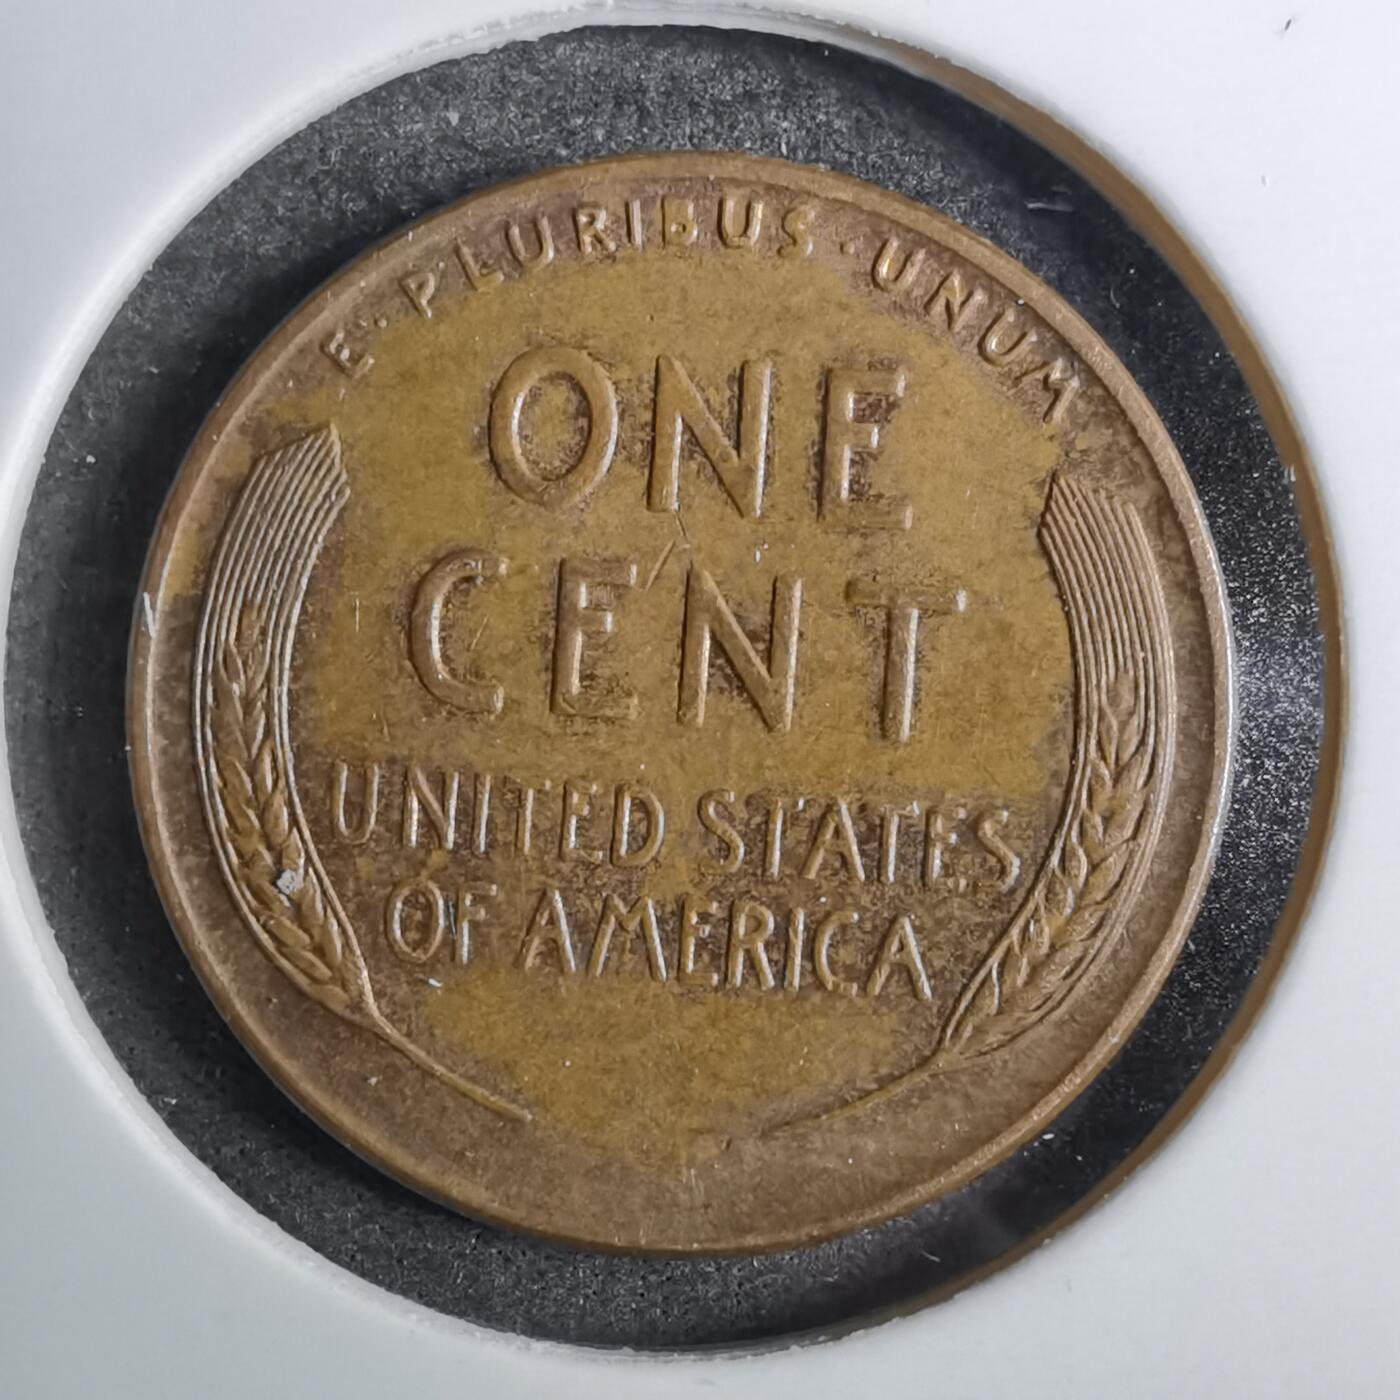 E · PLURIBUS · UNUM
ONE
CENT
UNITED STATES
OF AMERICA